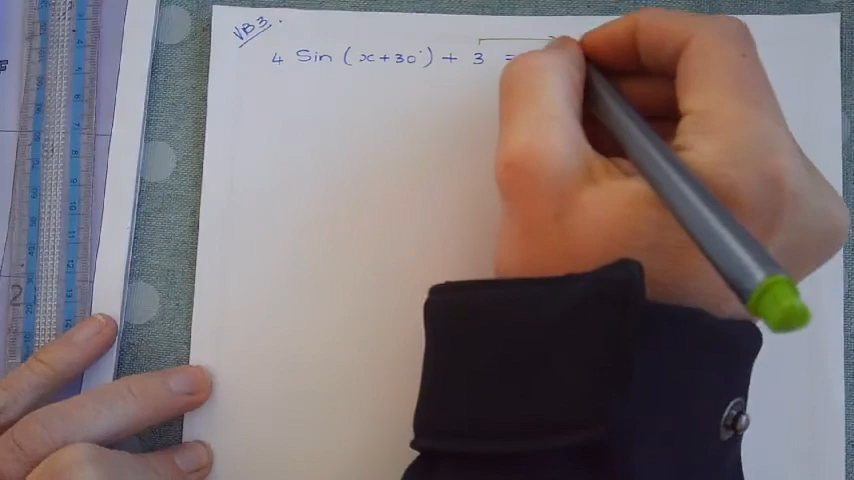 VB3.
4 Sin (x+30°) + 3 =